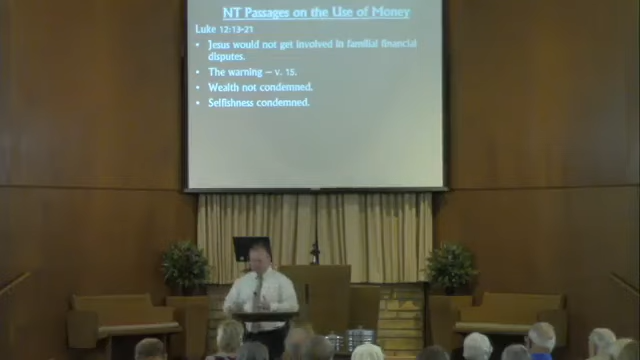 NT Passages on the Use of Money
Luke 12:13-21
• Jesus would not get involved in familial financial
disputes.
• The warning – v. 15.
• Wealth not condemned.
• Selfishness condemned.